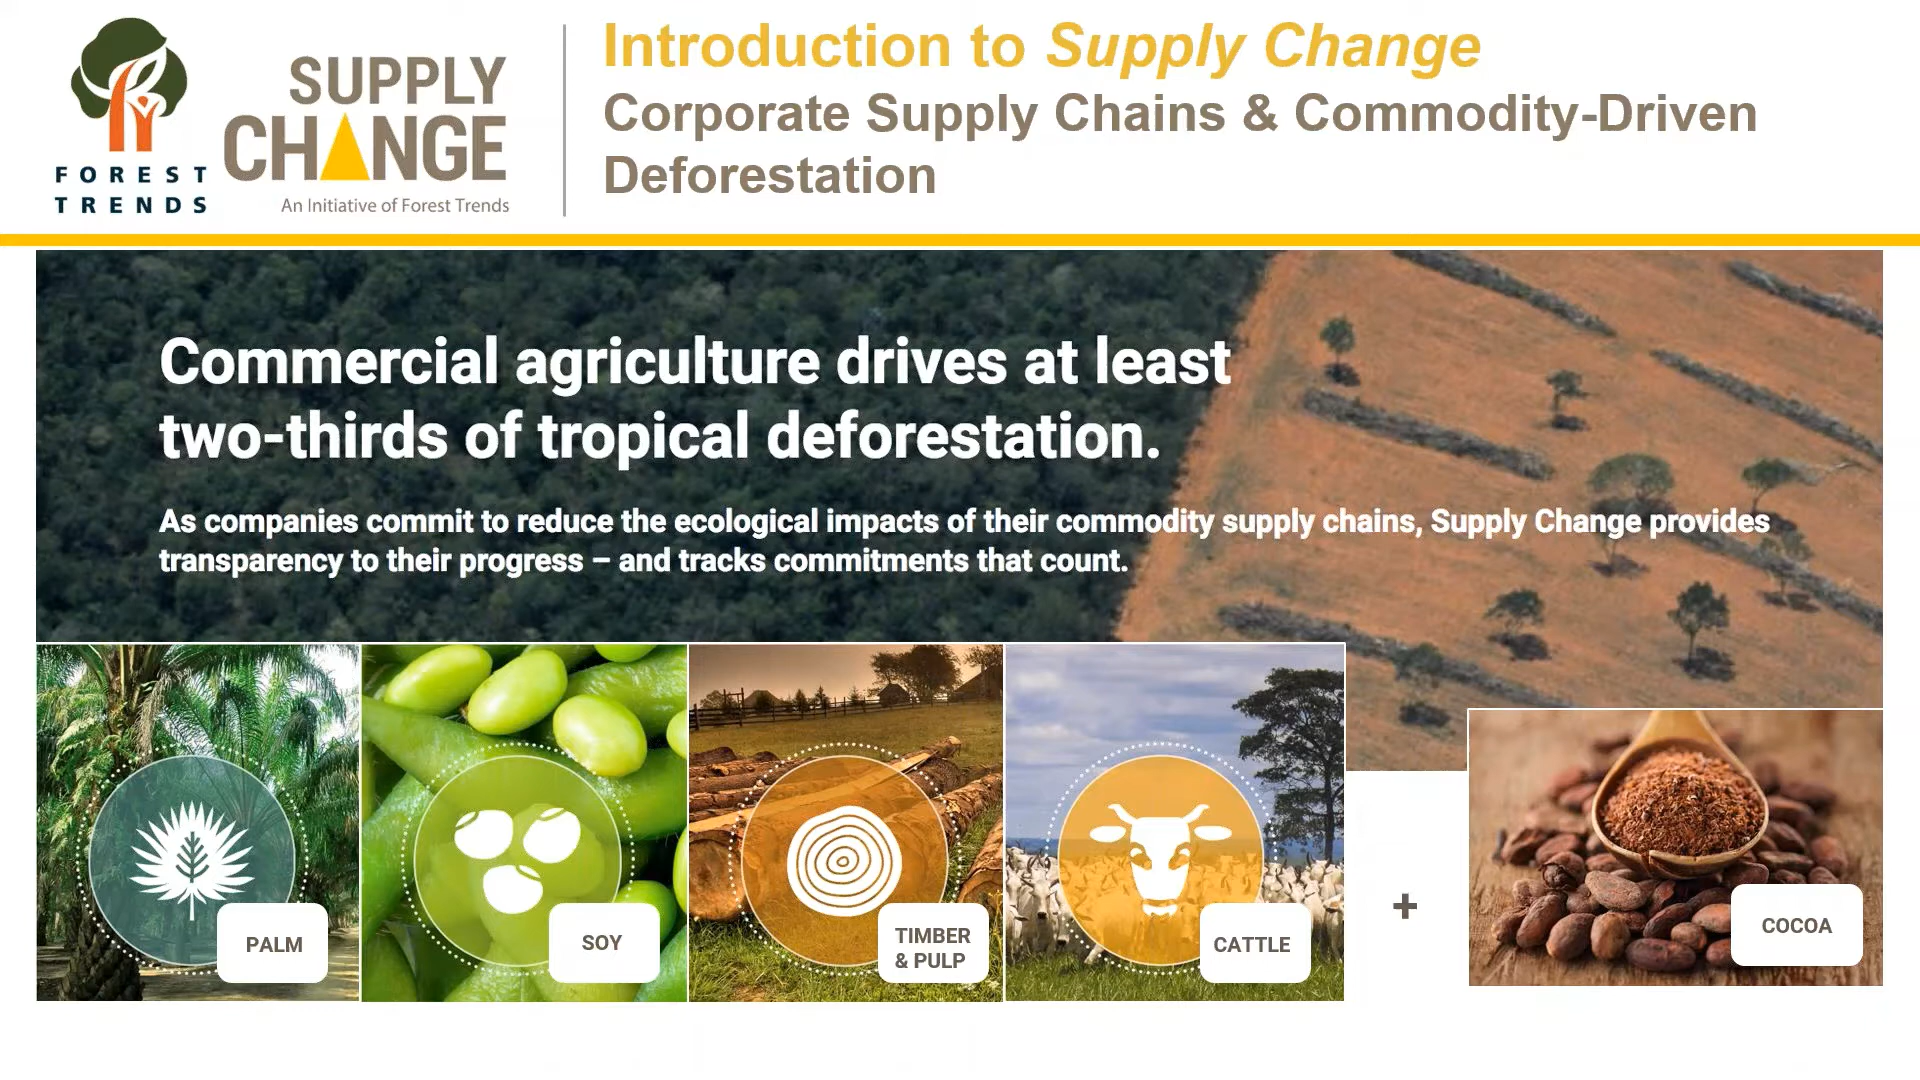 FOREST
TRENDS
SUPPLY
CHANGE
An Initiative of Forest Trends
Introduction to Supply Change
Corporate Supply Chains & Commodity-Driven
Deforestation
Commercial agriculture drives at least
two-thirds of tropical deforestation.
As companies commit to reduce the ecological impacts of their commodity supply chains, Supply Change provides
transparency to their progress – and tracks commitments that count.
PALM
SOY
TIMBER
& PULP
CATTLE
+
COCOA